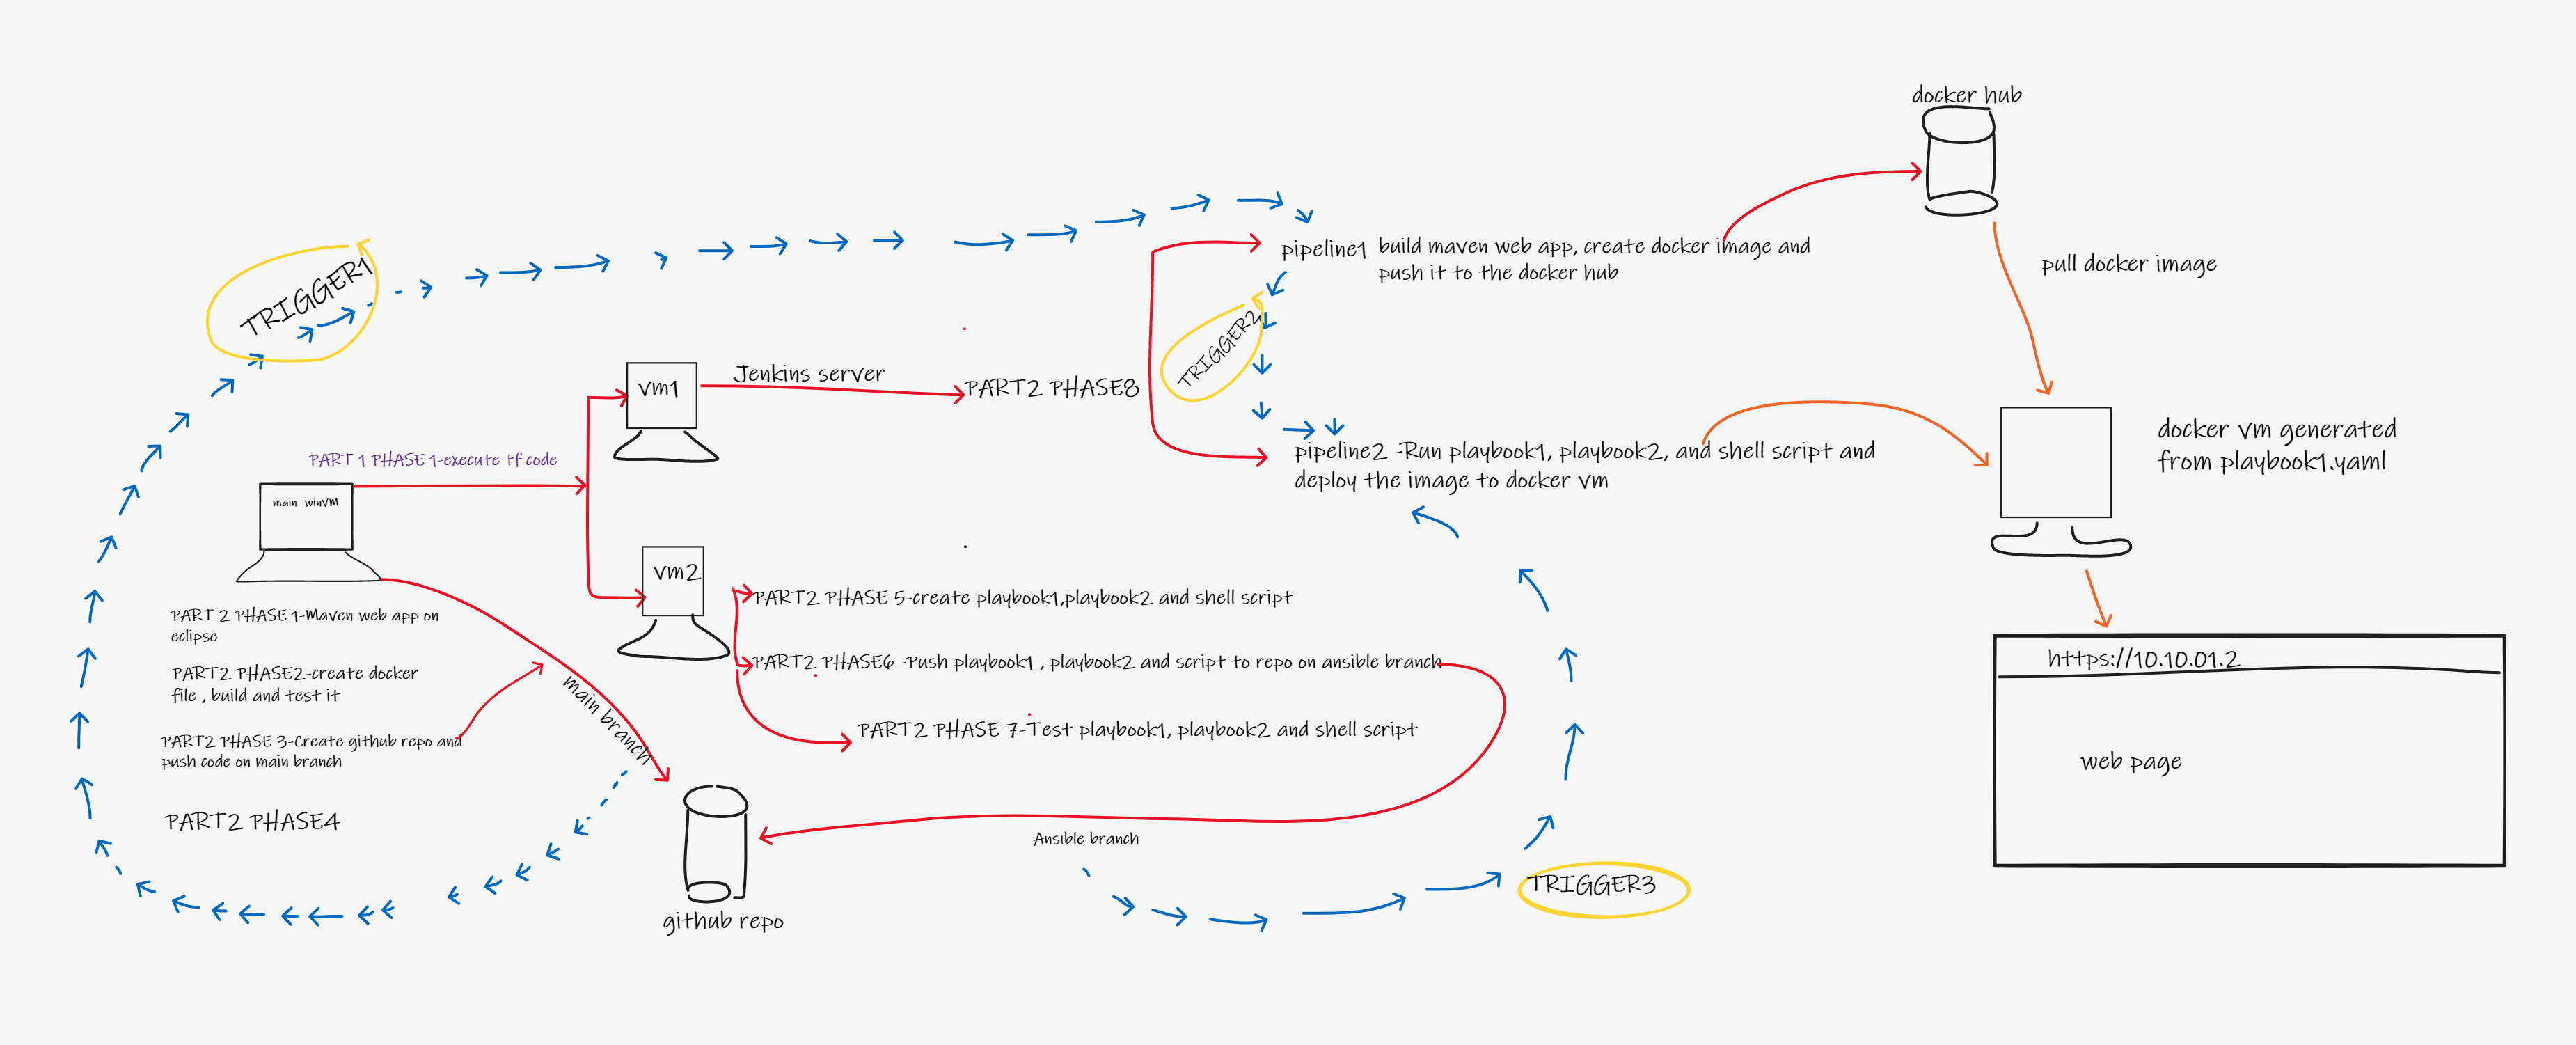 docker hub
TRIGGER1
pipeline1
build maven web app, create docker image and
push it to the docker hub
pull docker image
TRIGGER2
vm1
Jenkins server
PART2 PHASE8
PART 1 PHASE 1-execute tf code
main winVM
pipeline2 -Run playbook1, playbook2, and shell script and
deploy the image to docker vm
docker vm generated
from playbook1.yaml
vm2
PART2 PHASE 5-create playbook1,playbook2 and shell script
PART 2 PHASE 1-Maven web app on
eclipse
PART2 PHASE6 -Push playbook1 , playbook2 and script to repo on ansible branch
PART2 PHASE2-create docker
file , build and test it
main branch
PART2 PHASE 7-Test playbook1, playbook2 and shell script
PART2 PHASE 3-Create github repo and
push code on main branch
PART2 PHASE4
https://10.10.01.2
web page
Ansible branch
TRIGGER3
github repo